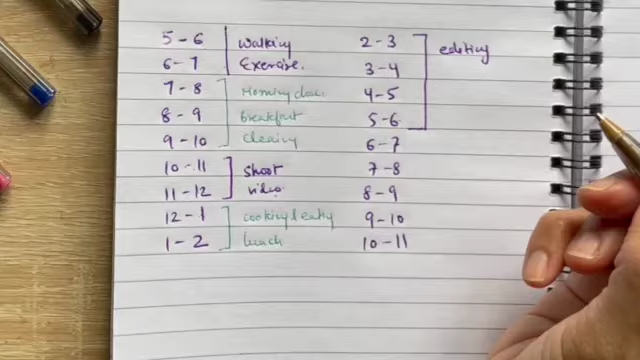 5 - 6 walking
6 - 7 Exercise.
7 - 8 Morning
8 - 9 breakfast
9 - 10 cleaning
10 - 11 shoot
11 - 12 video
12 - 1 cooking & eating
1 - 2 lunch
2 - 3 editing
3 - 4
4 - 5
5 - 6
6 - 7
7 - 8
8 - 9
9 - 10
10 - 11